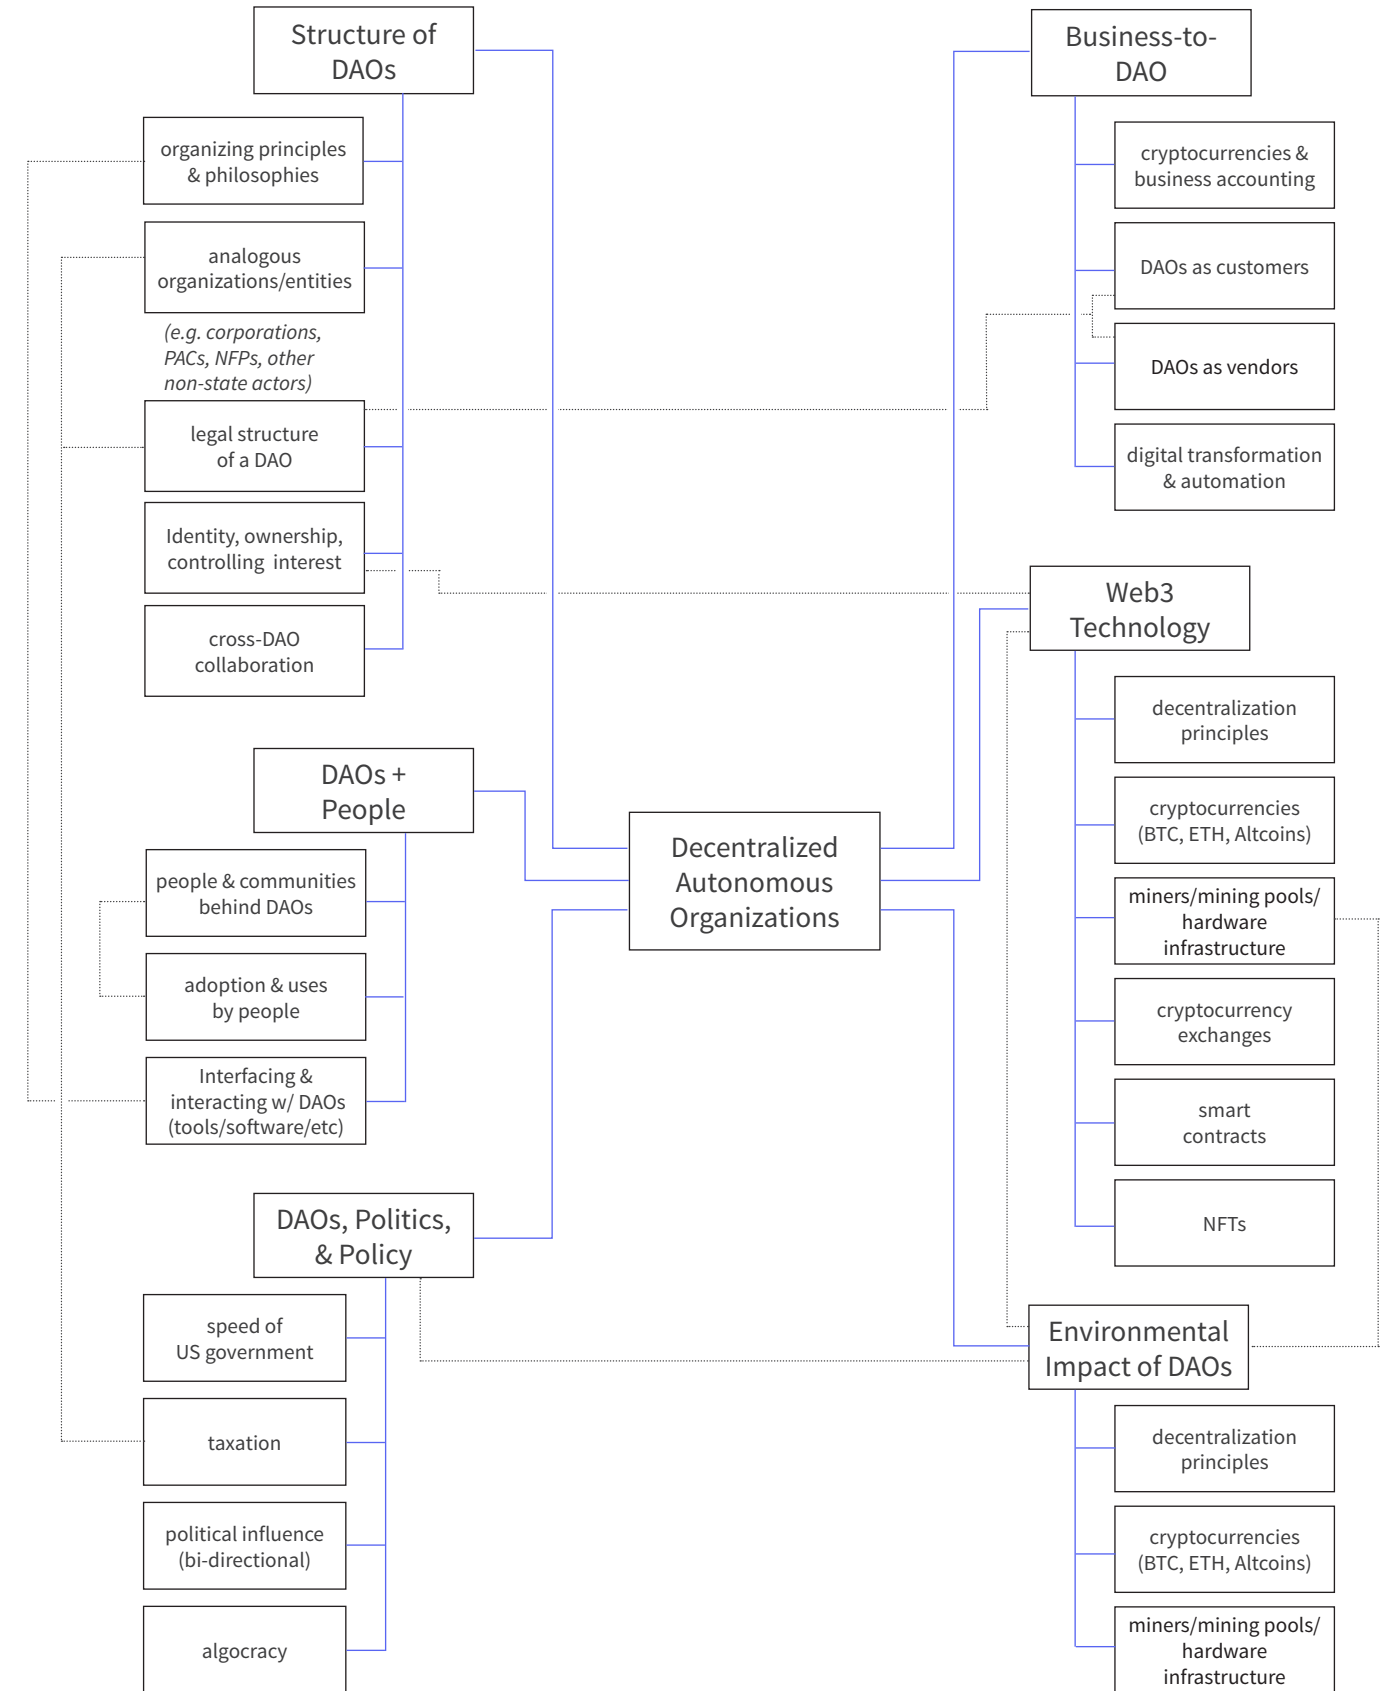 Structure of
DAOs
organizing principles
& philosophies
analogous
organizations/entities
(e.g. corporations,
PACs, NFPs, other
non-state actors)
legal structure
of a DAO
Identity, ownership,
controlling interest
cross-DAO
collaboration
DAOs +
People
people & communities
behind DAOs
adoption & uses
by people
Interfacing &
interacting w/ DAOs
(tools/software/etc)
DAOs, Politics,
& Policy
speed of
US government
taxation
political influence
(bi-directional)
algocracy
Decentralized
Autonomous
Organizations
Business-to-
DAO
cryptocurrencies &
business accounting
DAOs as customers
DAOs as vendors
digital transformation
& automation
Web3
Technology
decentralization
principles
cryptocurrencies
(BTC, ETH, Altcoins)
miners/mining pools/
hardware
infrastructure
cryptocurrency
exchanges
smart
contracts
NFTs
Environmental
Impact of DAOs
decentralization
principles
cryptocurrencies
(BTC, ETH, Altcoins)
miners/mining pools/
hardware
infrastructure